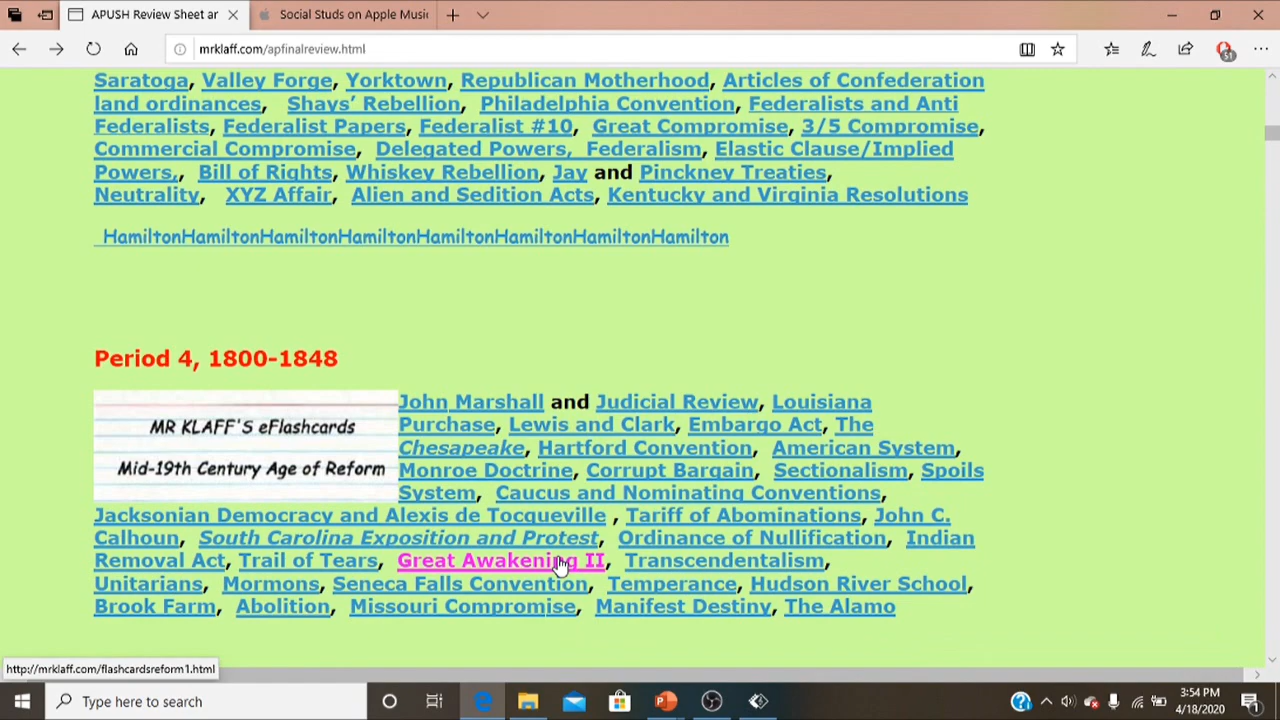 APUSH Review Sheet ar
Social Studs on Apple Music
mrklaff.com/apfinalreview.html
51
Saratoga, Valley Forge, Yorktown, Republican Motherhood, Articles of Confederation
land ordinances, Shays' Rebellion, Philadelphia Convention, Federalists and Anti
Federalists, Federalist Papers, Federalist #10, Great Compromise, 3/5 Compromise,
Commercial Compromise, Delegated Powers, Federalism, Elastic Clause/Implied
Powers,, Bill of Rights, Whiskey Rebellion, Jay and Pinckney Treaties,
Neutrality, XYZ Affair, Alien and Sedition Acts, Kentucky and Virginia Resolutions
HamiltonHamiltonHamiltonHamiltonHamiltonHamiltonHamiltonHamilton
Period 4, 1800-1848
MR KLAFF'S eFlashcards
Mid-19th Century Age of Reform
John Marshall and Judicial Review, Louisiana
Purchase, Lewis and Clark, Embargo Act, The
Chesapeake, Hartford Convention, American System,
Monroe Doctrine, Corrupt Bargain, Sectionalism, Spoils
System, Caucus and Nominating Conventions,
Jacksonian Democracy and Alexis de Tocqueville , Tariff of Abominations, John C.
Calhoun, South Carolina Exposition and Protest, Ordinance of Nullification, Indian
Removal Act, Trail of Tears, Great Awakening II, Transcendentalism,
Unitarians, Mormons, Seneca Falls Convention, Temperance, Hudson River School,
Brook Farm, Abolition, Missouri Compromise, Manifest Destiny, The Alamo
http://mrklaff.com/flashcardsreform1.html
Type here to search
3:54 PM
4/18/2020
1